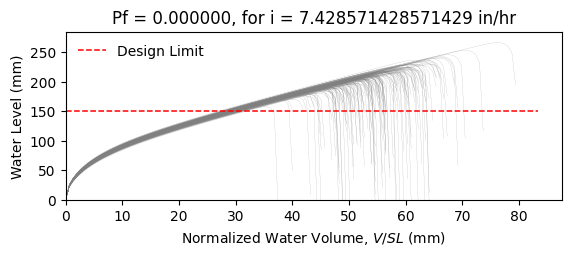 Pf = 0.000000, for i = 7.428571428571429 in/hr
Water Level (mm)
250
200
150
100
50
0
Design Limit
0 10 20 30 40 50 60 70 80
Normalized Water Volume, V/SL (mm)